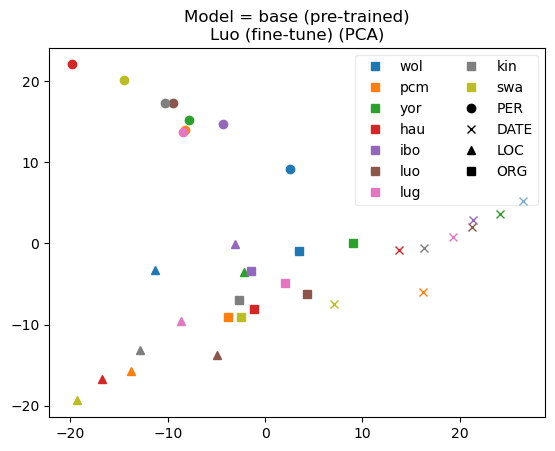 Model = base (pre-trained)
Luo (fine-tune) (PCA)
wol
pcm
yor
hau
ibo
luo
lug
kin
swa
PER
DATE
LOC
ORG
20
10
0
−10
−20
−20
−10
0
10
20